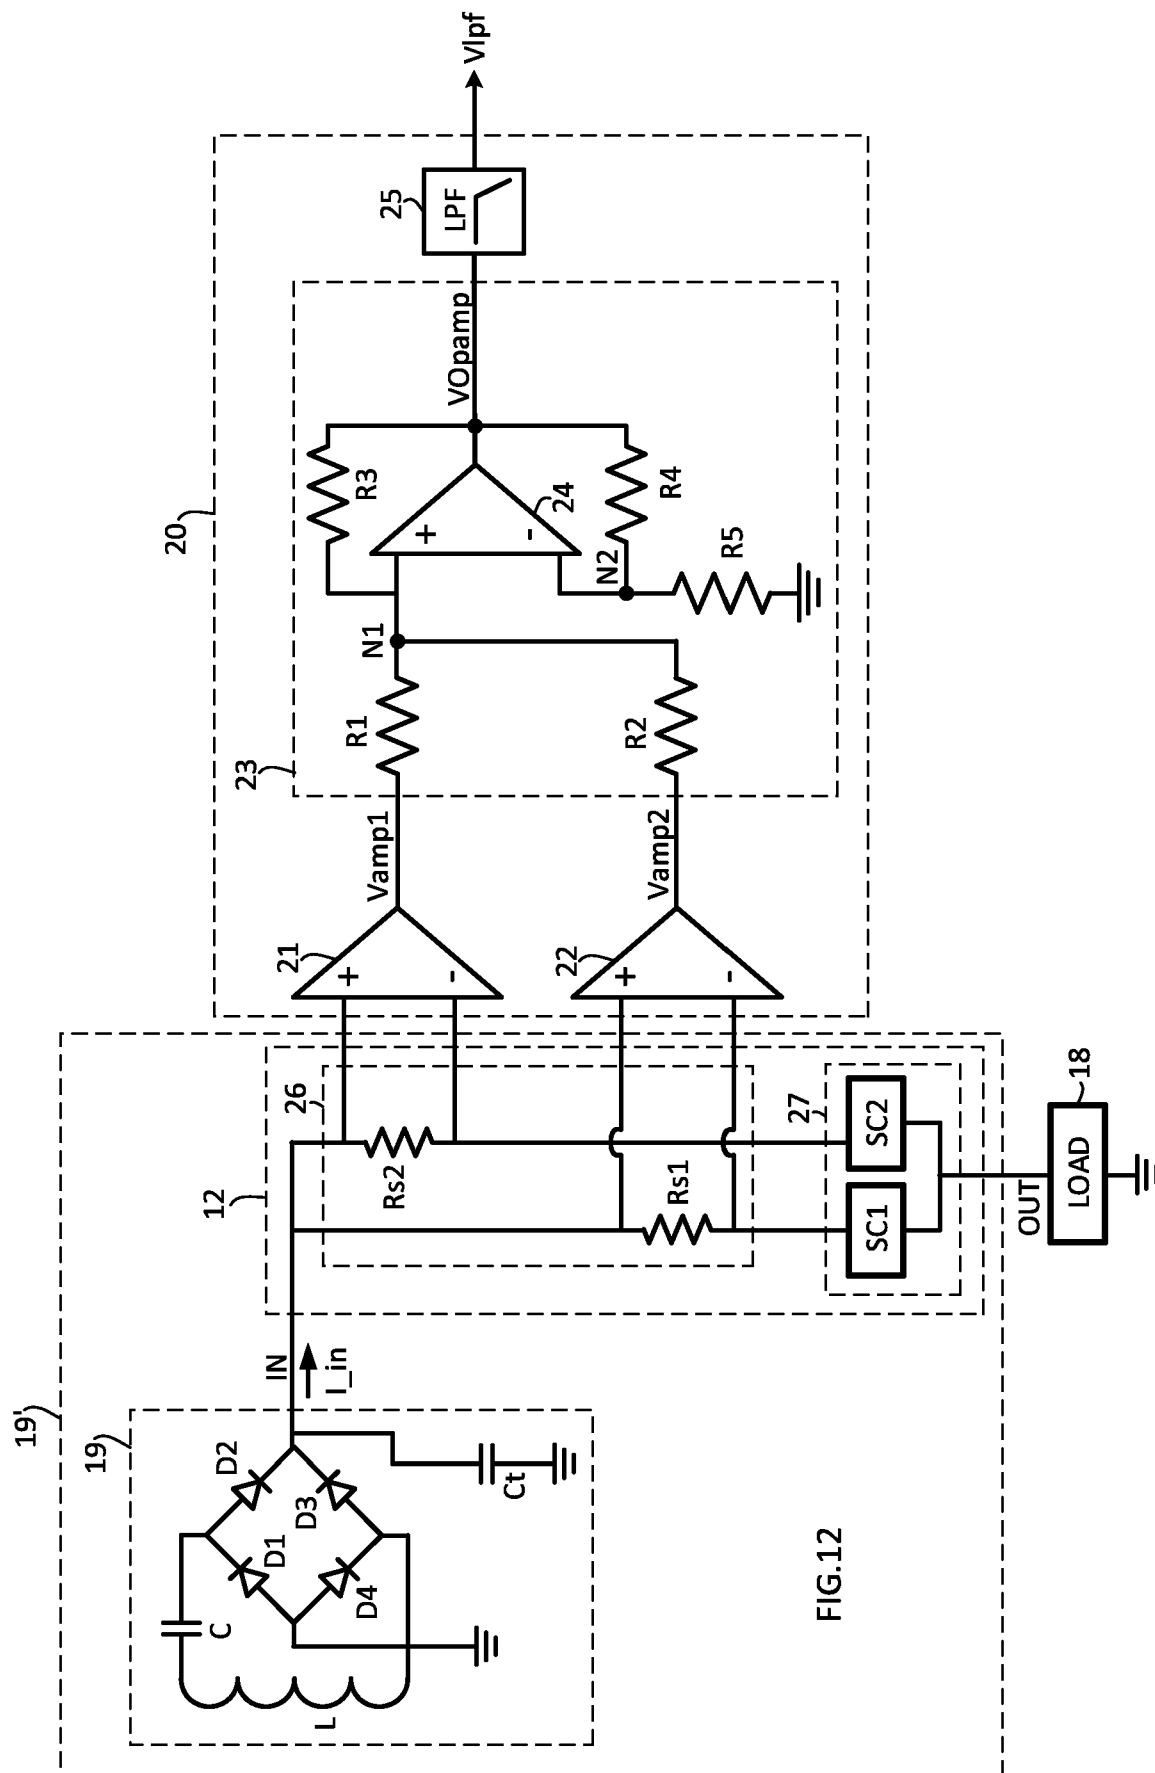 19'
19
L
C
D1
D2
D3
D4
Ct
IN
I_in
12
26
Rs2
Rs1
27
SC1
SC2
OUT
LOAD
18
20
21
+
-
22
+
-
Vamp1
Vamp2
23
R1
R2
N1
N2
R3
+
-
24
R4
R5
VOpamp
25
LPF
Vlpf
FIG.12